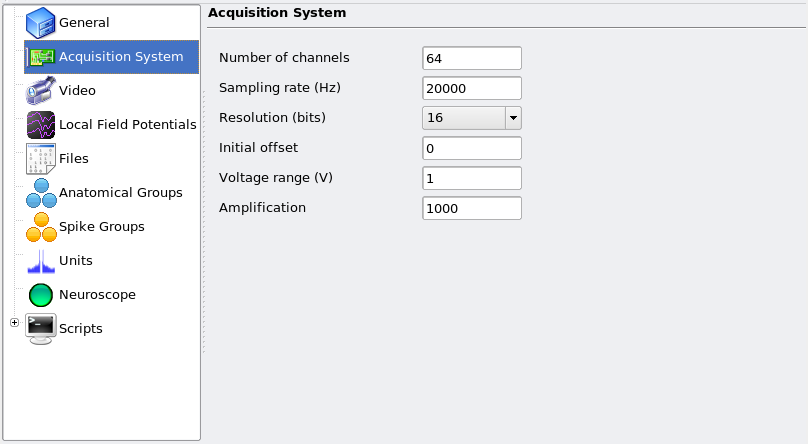 General
Acquisition System
Video
Local Field Potentials
Files
Anatomical Groups
Spike Groups
Units
Neuroscope
Scripts
Acquisition System
Number of channels 64
Sampling rate (Hz) 20000
Resolution (bits) 16
Initial offset 0
Voltage range (V) 1
Amplification 1000